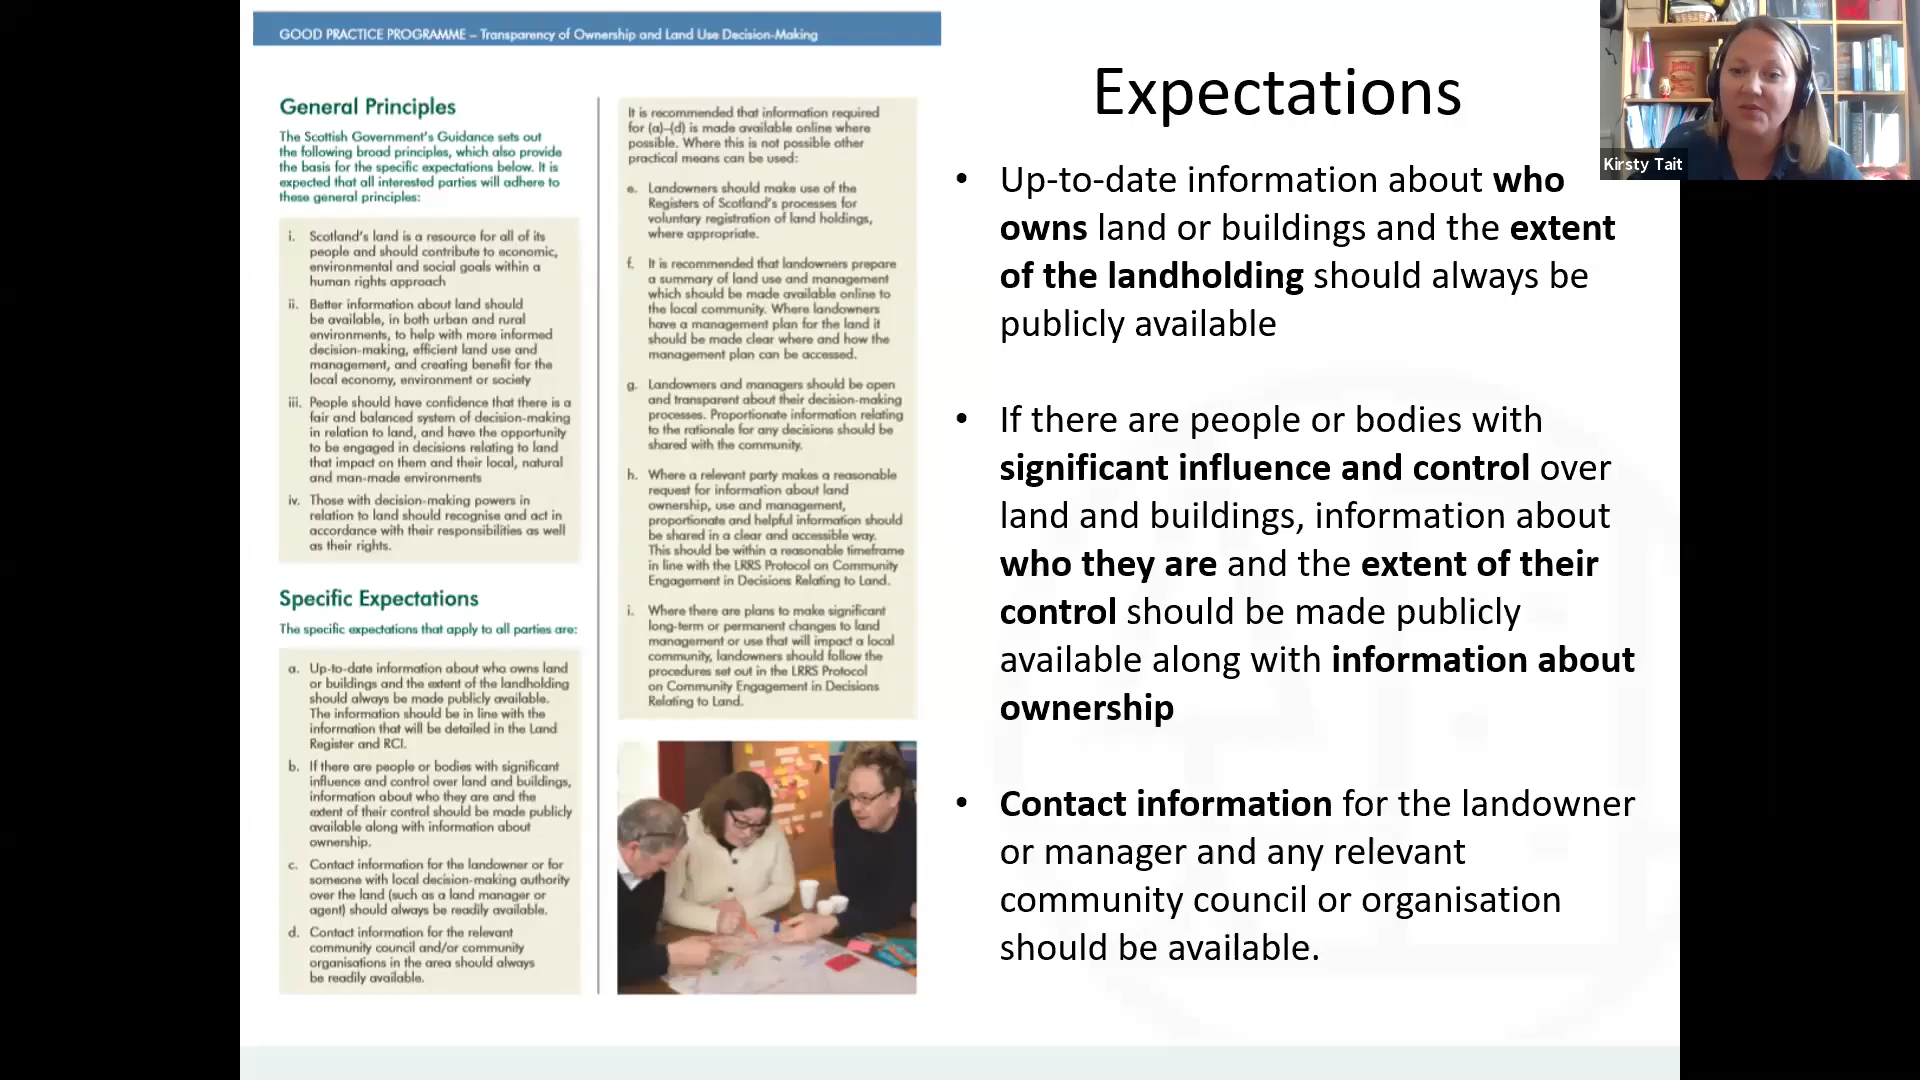 GOOD PRACTICE PROGRAMME – Transparency of Ownership and Land Use Decision-Making
General Principles
The Scottish Government's Guidance sets out
the following broad principles, which also provide
the basis for the specific expectations below. It is
expected that all interested parties will adhere to
these general principles:
i. Scotland's land is a resource for all of its
people and should contribute to economic,
environmental and social goals within a
human rights approach
ii. Better information about land should
be available, in both urban and rural
environments, to help with more informed
decision-making, efficient land use and
management, and creating benefit for the
local economy, environment or society
iii. People should have confidence that there is a
fair and balanced system of decision-making
in relation to land, and have the opportunity
to be engaged in decisions relating to land
that impact on them and their local, natural
and man-made environments
iv. Those with decision-making powers in
relation to land should recognise and act in
accordance with their responsibilities as well
as their rights.
Specific Expectations
The specific expectations that apply to all parties are:
a. Up-to-date information about who owns land
or buildings and the extent of the landholding
should always be made publicly available.
The information should be in line with the
information that will be detailed in the Land
Register and RCI.
b. If there are people or bodies with significant
influence and control over land and buildings,
information about who they are and the
extent of their control should be made publicly
available along with information about
ownership.
c. Contact information for the landowner or for
someone with local decision-making authority
over the land (such as a land manager or
agent) should always be readily available.
d. Contact information for the relevant
community council and/or community
organisations in the area should always
be readily available.
It is recommended that information required
for (a)–(d) is made available online where
possible. Where this is not possible other
practical means can be used:
e. Landowners should make use of the
Registers of Scotland's processes for
voluntary registration of land holdings,
where appropriate.
f. It is recommended that landowners prepare
a summary of land use and management
which should be made available online to
the local community. Where landowners
have a management plan for the land it
should be made clear where and how the
management plan can be accessed.
g. Landowners and managers should be open
and transparent about their decision-making
processes. Proportionate information relating
to the rationale for any decisions should be
shared with the community.
h. Where a relevant party makes a reasonable
request for information about land
ownership, use and management,
proportionate and helpful information should
be shared in a clear and accessible way.
This should be within a reasonable timeframe
in line with the LRRS Protocol on Community
Engagement in Decisions Relating to Land.
i. Where there are plans to make significant
long-term or permanent changes to land
management or use that will impact a local
community, landowners should follow the
procedures set out in the LRRS Protocol
on Community Engagement in Decisions
Relating to Land.
Expectations
• Up-to-date information about who
owns land or buildings and the extent
of the landholding should always be
publicly available
• If there are people or bodies with
significant influence and control over
land and buildings, information about
who they are and the extent of their
control should be made publicly
available along with information about
ownership
• Contact information for the landowner
or manager and any relevant
community council or organisation
should be available.
Kirsty Tait